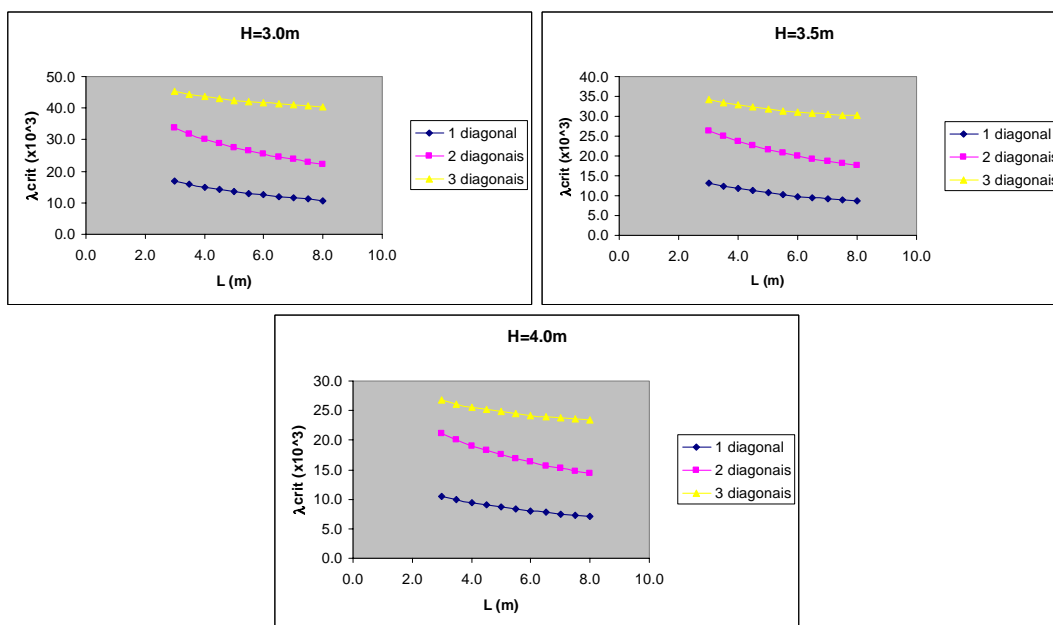 H=3.0m
50.0
40.0
30.0
20.0
10.0
0.0
0.0
2.0
4.0
6.0
8.0
10.0
L (m)
λcrit (x10^3)
1 diagonal
2 diagonais
3 diagonais
H=3.5m
40.0
35.0
30.0
25.0
20.0
15.0
10.0
5.0
0.0
0.0
2.0
4.0
6.0
8.0
10.0
L (m)
λcrit (x10^3)
1 diagonal
2 diagonais
3 diagonais
H=4.0m
30.0
25.0
20.0
15.0
10.0
5.0
0.0
0.0
2.0
4.0
6.0
8.0
10.0
L (m)
λcrit (x10^3)
1 diagonal
2 diagonais
3 diagonais